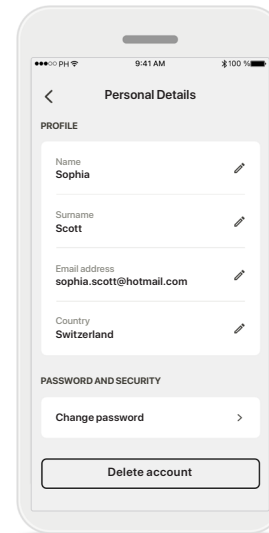 PH 9:41 AM 100 %
Personal Details
PROFILE
Name
Sophia
Surname
Scott
Email address
sophia.scott@hotmail.com
Country
Switzerland
PASSWORD AND SECURITY
Change password
Delete account